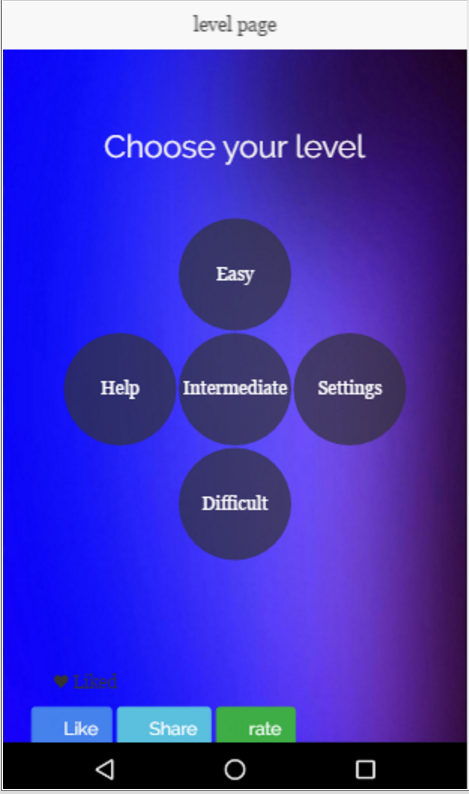 level page
Choose your level
Easy
Help Intermediate Settings
Difficult
♥ Liked
Like Share rate